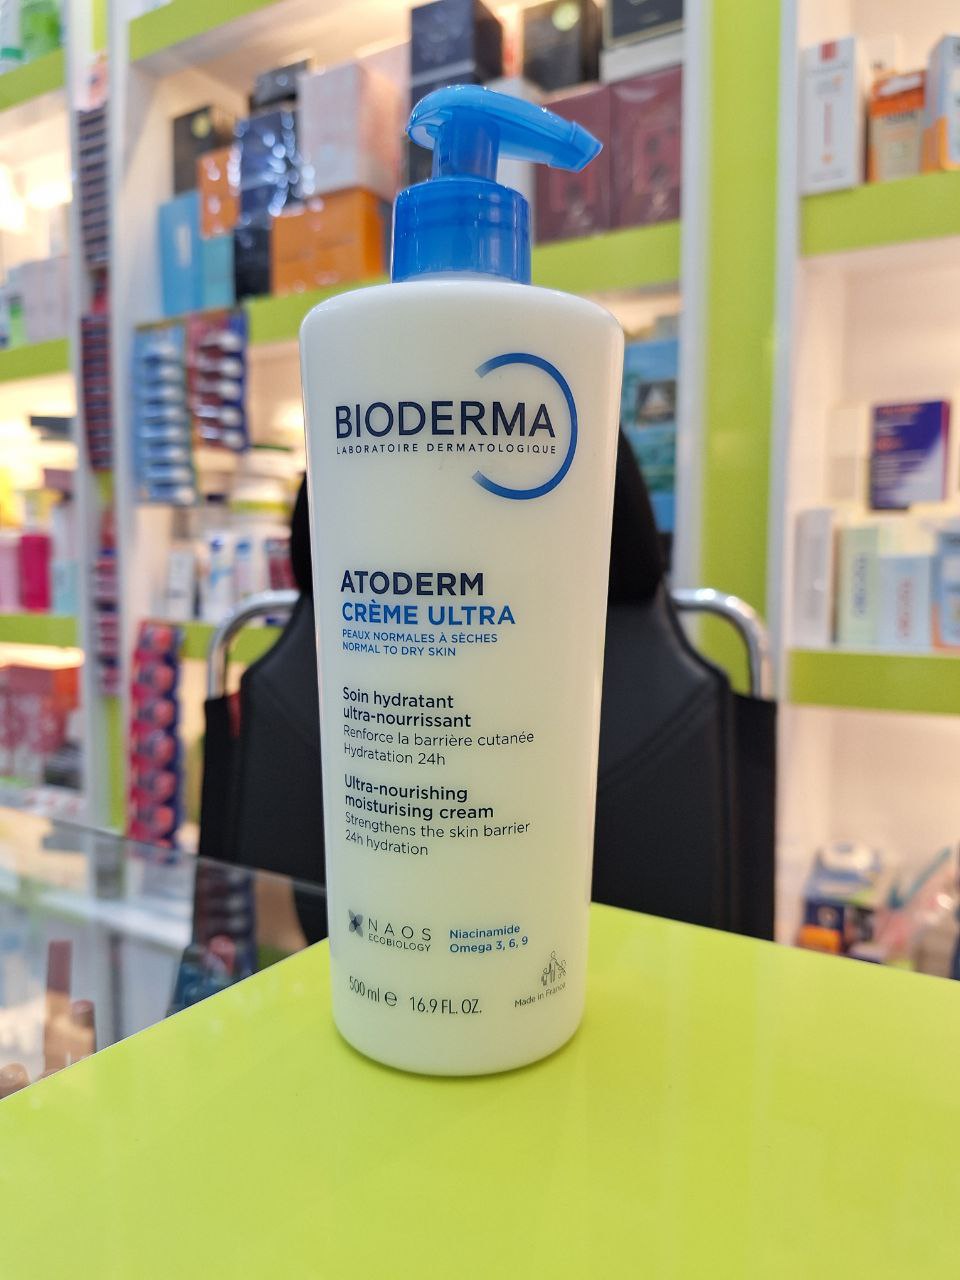 BIODERMA
LABORATOIRE DERMATOLOGIQUE
ATODERM
CRÈME ULTRA
PEAUX NORMALES À SÈCHES
NORMAL TO DRY SKIN
Soin hydratant
ultra-nourrissant
Renforce la barrière cutanée
Hydratation 24h
Ultra-nourishing
moisturising cream
Strengthens the skin barrier
24h hydration
NAOS
ECOBIOLOGY
Niacinamide
Omega 3, 6, 9
500 ml e 16.9 FL. OZ.
Made in France